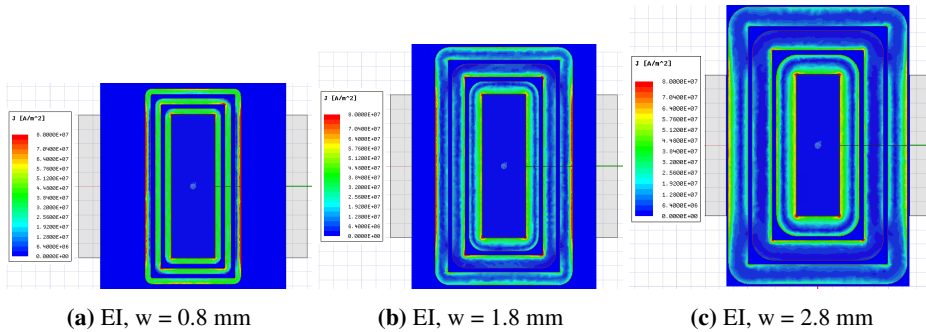 J [A/m^2]
8.0000E+07
7.0400E+07
6.4000E+07
5.7600E+07
5.1200E+07
4.4800E+07
3.8400E+07
3.2000E+07
2.5600E+07
1.9200E+07
1.2800E+07
6.4000E+06
0.0000E+00
(a) EI, w = 0.8 mm
J [A/m^2]
8.0000E+07
7.0400E+07
6.4000E+07
5.7600E+07
5.1200E+07
4.4800E+07
3.8400E+07
3.2000E+07
2.5600E+07
1.9200E+07
1.2800E+07
6.4000E+06
0.0000E+00
(b) EI, w = 1.8 mm
J [A/m^2]
8.0000E+07
7.0400E+07
6.4000E+07
5.7600E+07
5.1200E+07
4.4800E+07
3.8400E+07
3.2000E+07
2.5600E+07
1.9200E+07
1.2800E+07
6.4000E+06
0.0000E+00
(c) EI, w = 2.8 mm